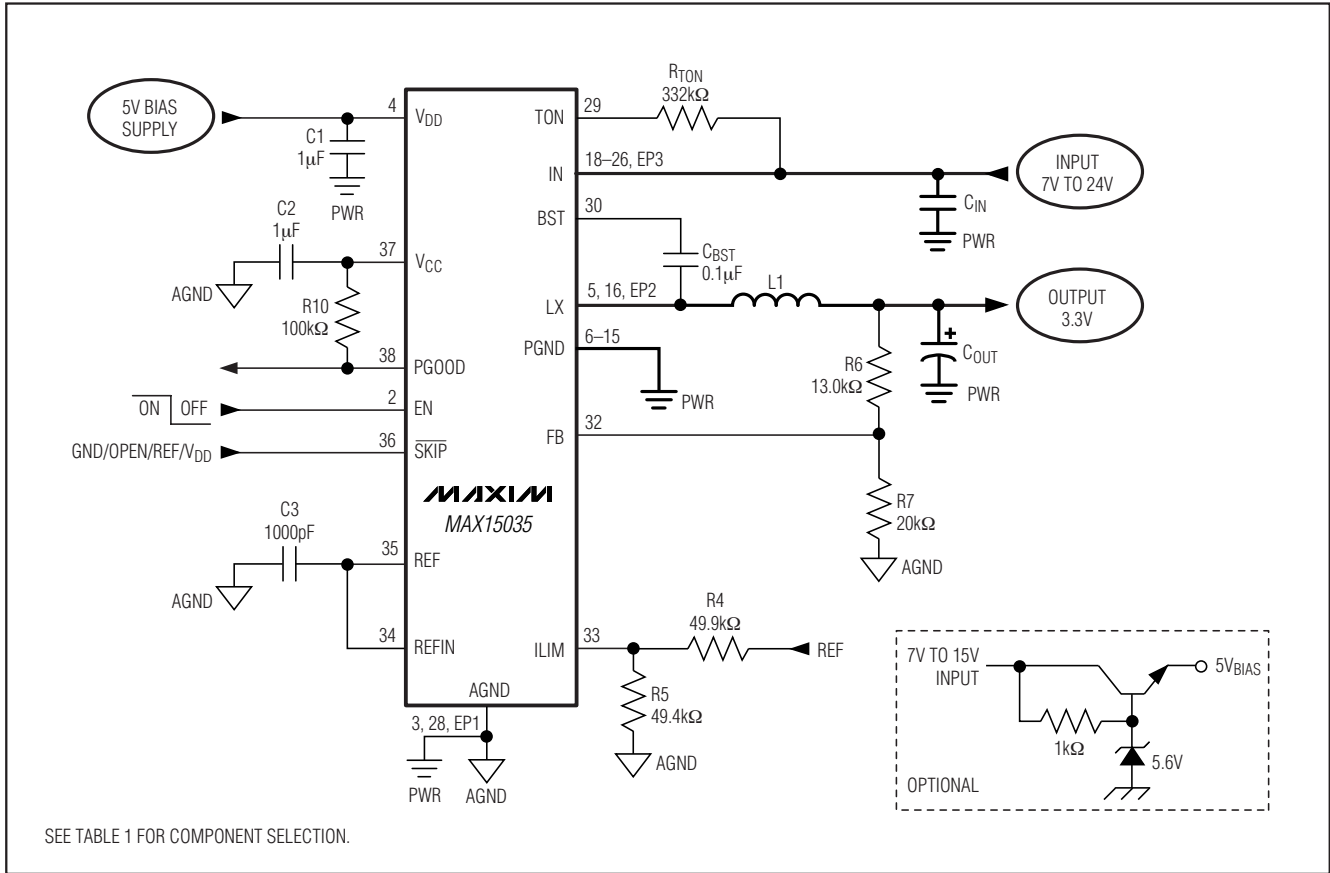 5V BIAS
SUPPLY
C1
1μF
PWR
4
VDD
C2
1μF
AGND
37
VCC
R10
100kΩ
38
PGOOD
ON OFF
2
EN
GND/OPEN/REF/VDD
36
SKIP
MAXIM
MAX15035
C3
1000pF
AGND
35
REF
34
REFIN
AGND
3, 28, EP1
PWR
AGND
TON
29
RTON
332kΩ
IN
18–26, EP3
INPUT
7V TO 24V
CIN
PWR
BST
30
CBST
0.1μF
LX
5, 16, EP2
L1
OUTPUT
3.3V
PGND
6–15
PWR
R6
13.0kΩ
COUT
PWR
FB
32
R7
20kΩ
AGND
ILIM
33
R4
49.9kΩ
REF
R5
49.4kΩ
AGND
7V TO 15V
INPUT
5VBIAS
1kΩ
5.6V
OPTIONAL
SEE TABLE 1 FOR COMPONENT SELECTION.